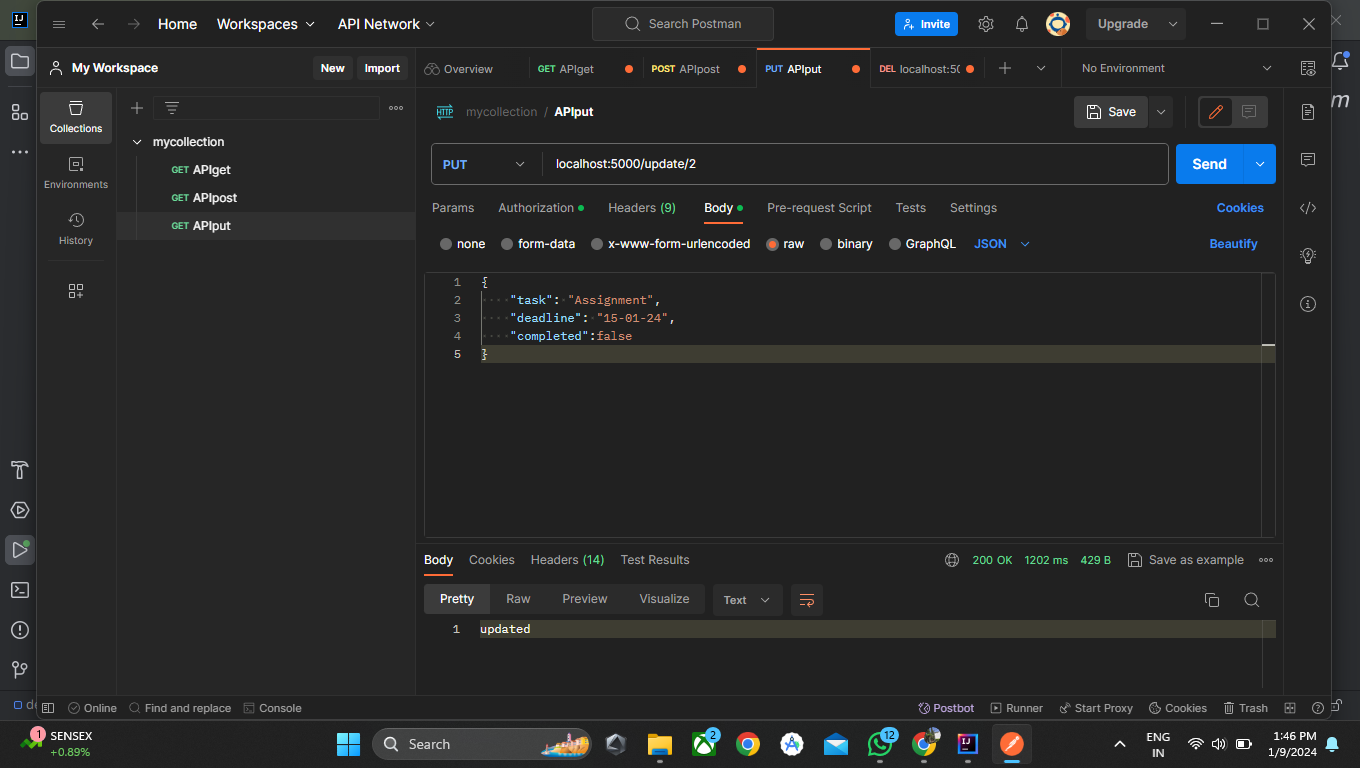 Home Workspaces API Network Search Postman Invite Upgrade
My Workspace New Import Overview GET APIget POST APIpost PUT APIput DEL localhost:50 No Environment
Collections
Environments
History
mycollection
GET APIget
GET APIpost
GET APIput
HTTP mycollection / APIput Save
PUT localhost:5000/update/2 Send
Params Authorization Headers (9) Body Pre-request Script Tests Settings Cookies
none form-data x-www-form-urlencoded raw binary GraphQL JSON Beautify
1 {
2 "task": "Assignment",
3 "deadline": "15-01-24",
4 "completed":false
5 }
Body Cookies Headers (14) Test Results 200 OK 1202 ms 429 B Save as example
Pretty Raw Preview Visualize Text
1 updated
Online Find and replace Console Postbot Runner Start Proxy Cookies Trash
1 SENSEX
+0.89%
Search
2
12
ENG
IN
1:46 PM
1/9/2024